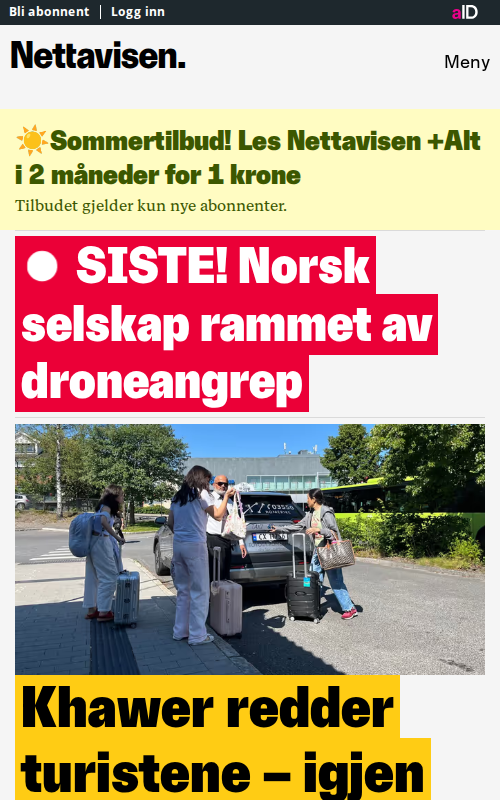 Bli abonnent
Logg inn
aID
Nettavisen.
Meny
☀️Sommertilbud! Les Nettavisen +Alt
i 2 måneder for 1 krone
Tilbudet gjelder kun nye abonnenter.
SISTE! Norsk
selskap rammet av
droneangrep
Khawer redder
turistene – igjen